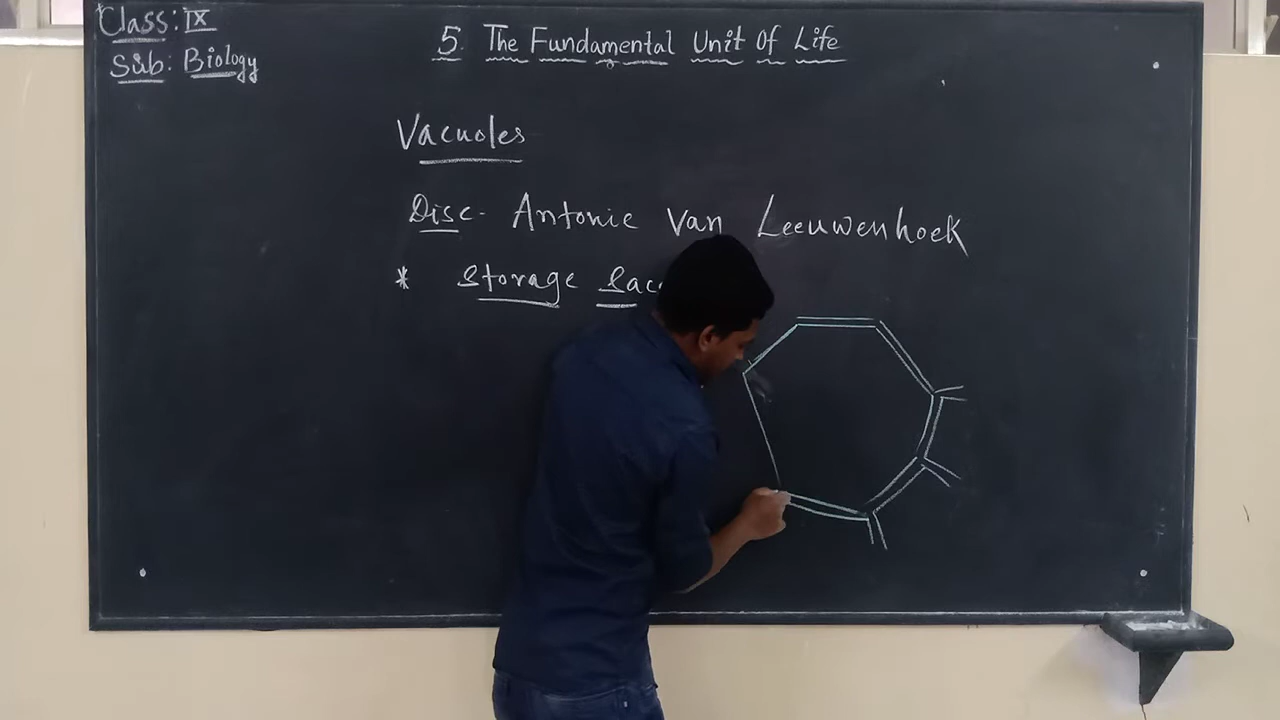 Class: IX
Sub: Biology
5. The Fundamental Unit Of Life
Vacuoles
Disc- Antonie Van Leeuwenhoek
* Storage